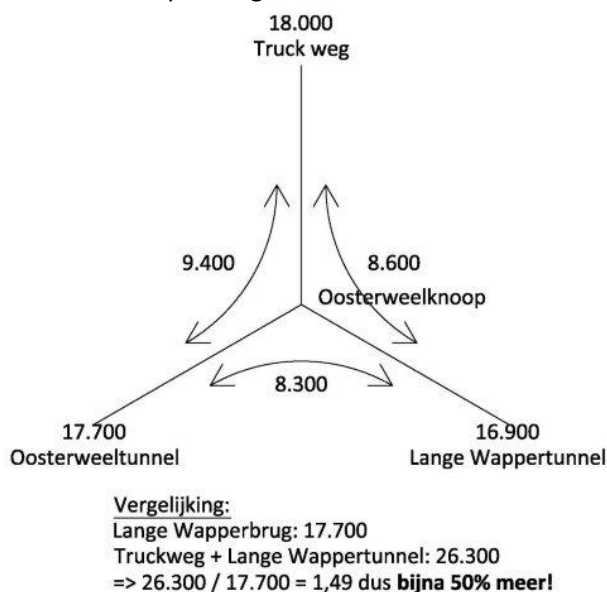 18.000
Truck weg
9.400
8.600
Oosterweelknoop
8.300
17.700
Oosterweeltunnel
16.900
Lange Wappertunnel
Vergelijking:
Lange Wapperbrug: 17.700
Truckweg + Lange Wappertunnel: 26.300
=> 26.300 / 17.700 = 1,49 dus bijna 50% meer!